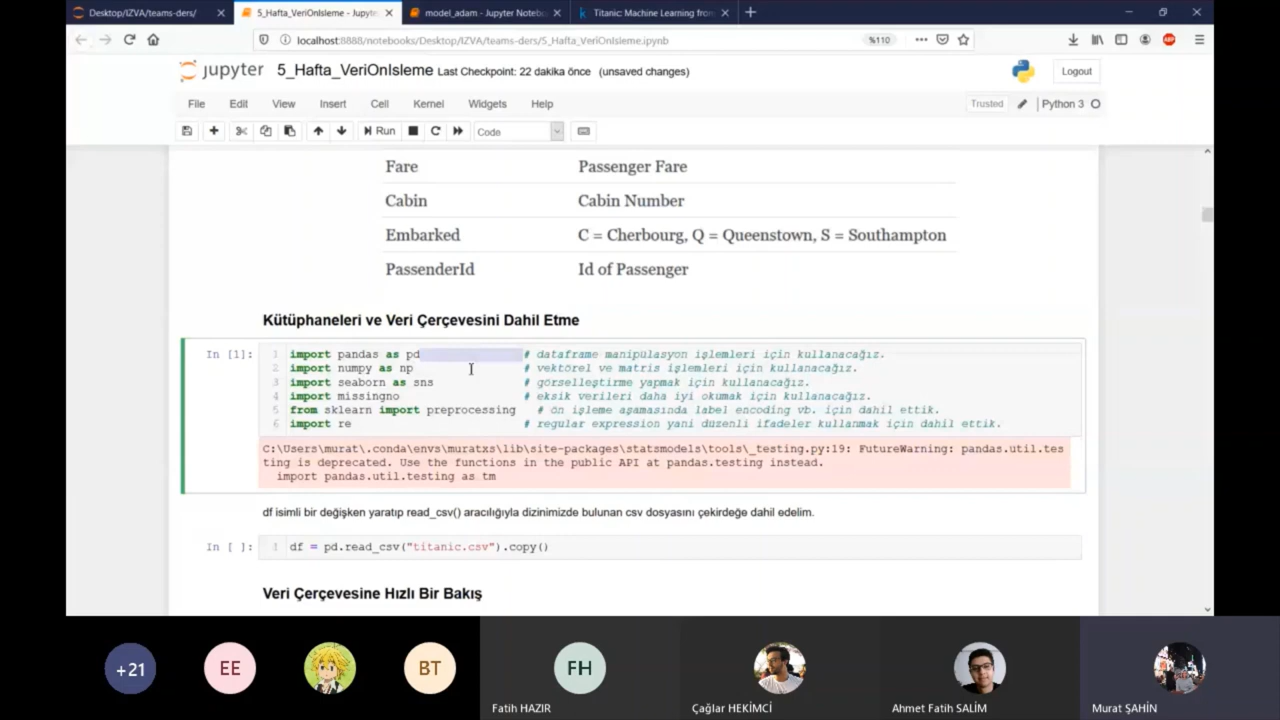 Desktop/IZVA/teams-ders/
5_Hafta_VeriOnIsleme - Jupyte
model_adam - Jupyter Noteb
Titanic: Machine Learning from
localhost:8888/notebooks/Desktop/IZVA/teams-ders/5_Hafta_VeriOnIsleme.ipynb
%110
ABP
jupyter 5_Hafta_VeriOnIsleme Last Checkpoint: 22 dakika önce (unsaved changes)
Logout
File Edit View Insert Cell Kernel Widgets Help
Trusted
Python 3
Run
Code
Fare Passenger Fare
Cabin Cabin Number
Embarked C = Cherbourg, Q = Queenstown, S = Southampton
PassenderId Id of Passenger
Kütüphaneleri ve Veri Çerçevesini Dahil Etme
In [1]:
1 import pandas as pd # dataframe manipülasyon işlemleri için kullanacağız.
2 import numpy as np # vektörel ve matris işlemleri için kullanacağız.
3 import seaborn as sns # görselleştirme yapmak için kullanacağız.
4 import missingno # eksik verileri daha iyi okumak için kullanacağız.
5 from sklearn import preprocessing # ön işleme aşamasında label encoding vb. için dahil ettik.
6 import re # regular expression yani düzenli ifadeler kullanmak için dahil ettik.
C:\Users\murat\.conda\envs\muratxs\lib\site-packages\statsmodels\tools\_testing.py:19: FutureWarning: pandas.util.tes
ting is deprecated. Use the functions in the public API at pandas.testing instead.
import pandas.util.testing as tm
df isimli bir değişken yaratıp read_csv() aracılığıyla dizinimizde bulunan csv dosyasını çekirdeğe dahil edelim.
In [ ]:
1 df = pd.read_csv("titanic.csv").copy()
Veri Çerçevesine Hızlı Bir Bakış
+21
EE
BT
FH
Fatih HAZIR
Çağlar HEKİMCİ
Ahmet Fatih SALİM
Murat ŞAHİN